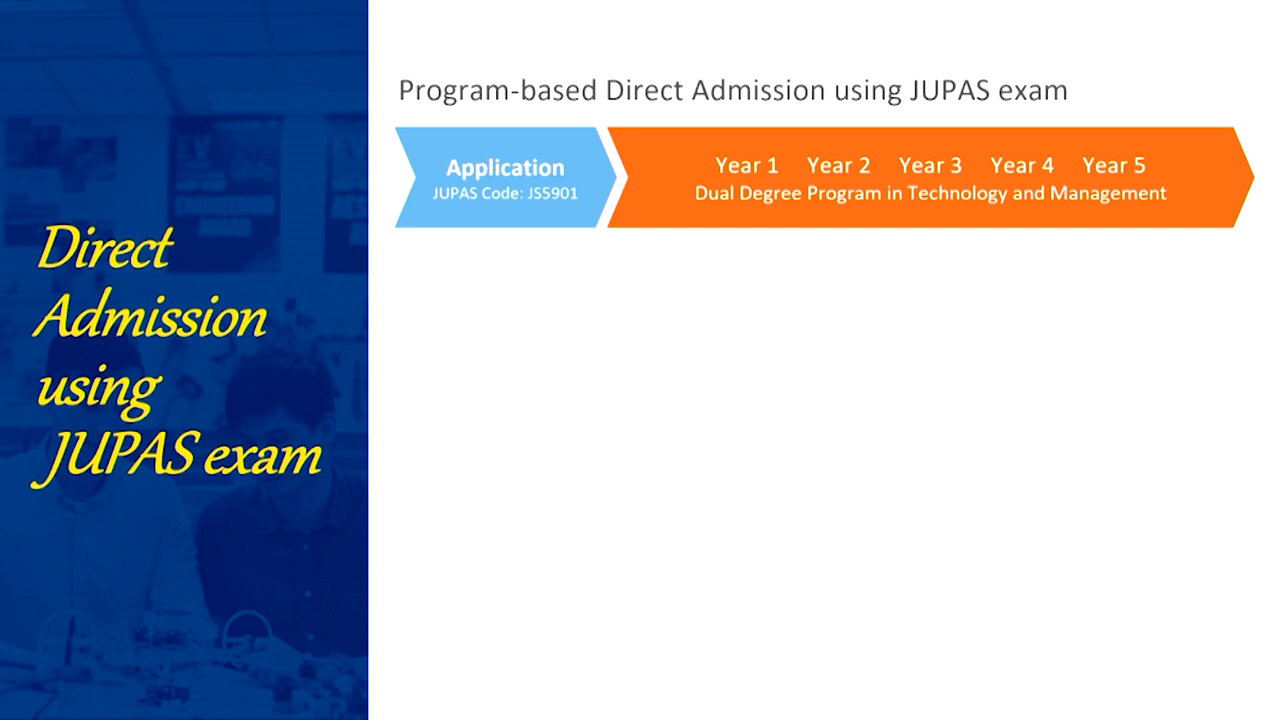 Direct
Admission
using
JUPAS exam
Program-based Direct Admission using JUPAS exam
Application
JUPAS Code: JS5901
Year 1 Year 2 Year 3 Year 4 Year 5
Dual Degree Program in Technology and Management